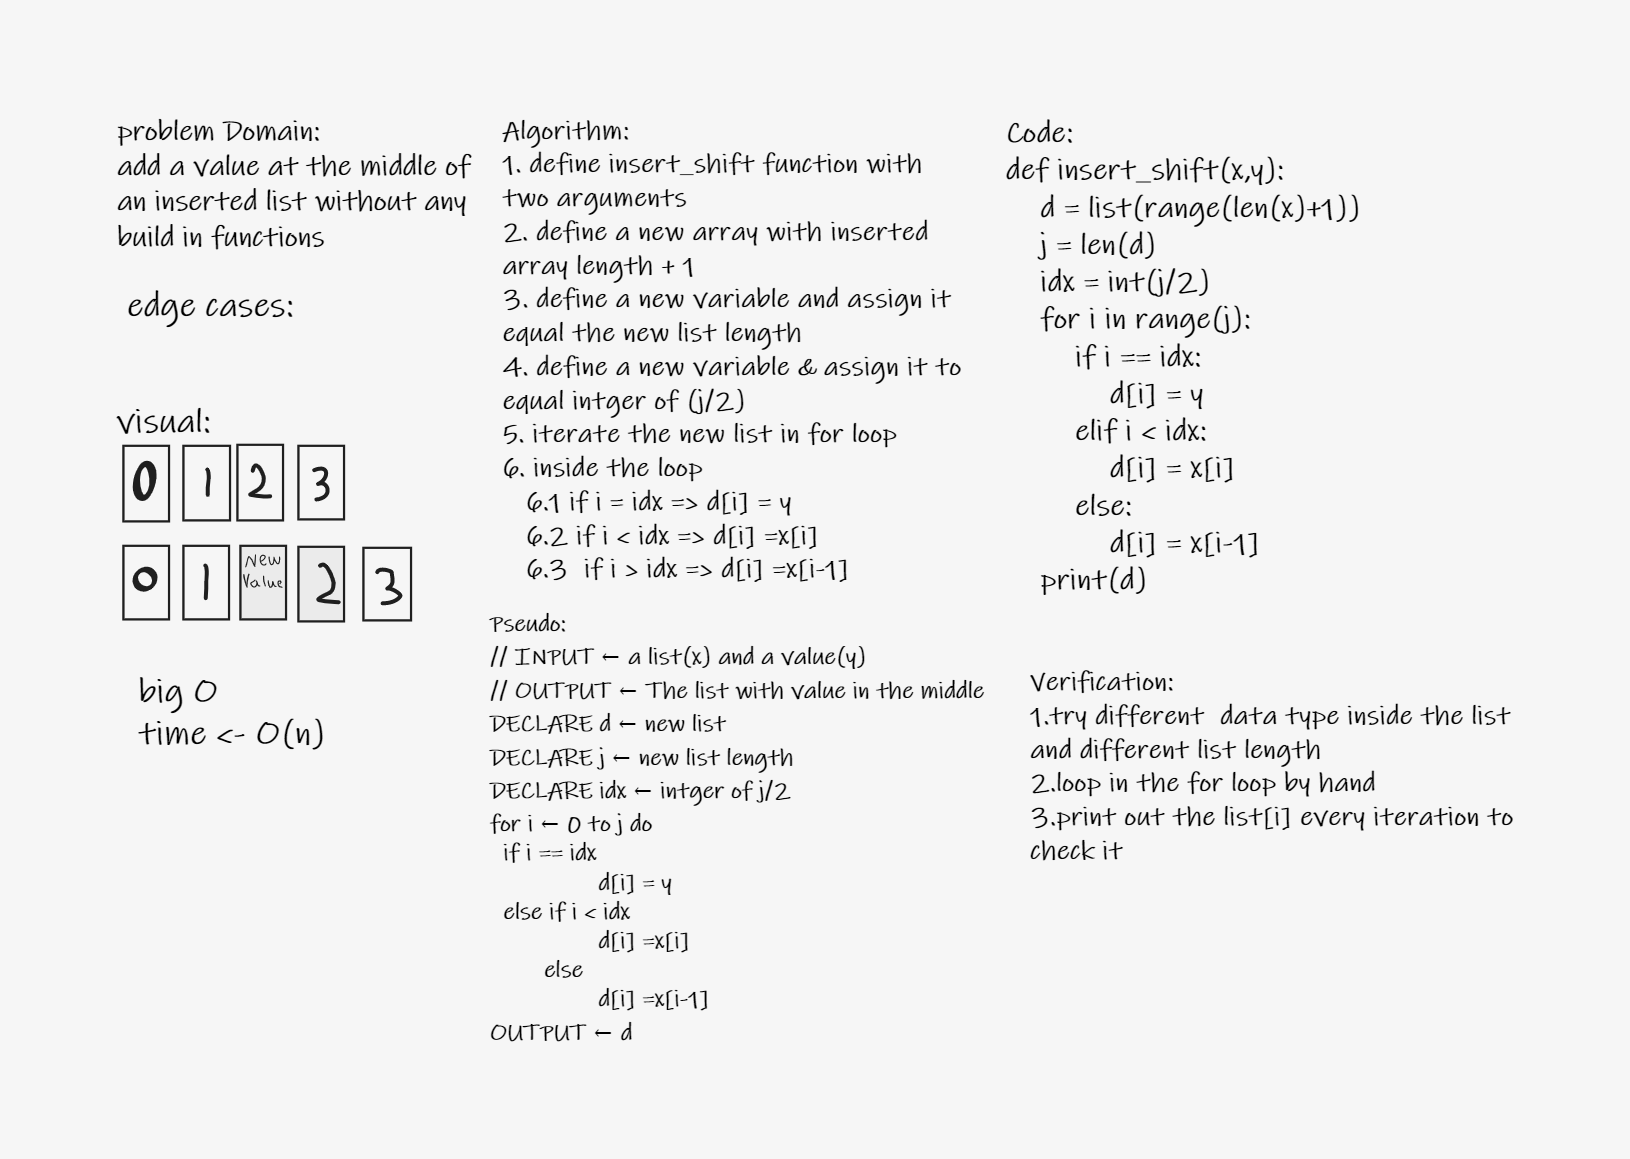 problem Domain:
add a value at the middle of
an inserted list without any
build in functions
edge cases:
visual:
0 1 2 3
0 1 New Value 2 3
big O
time <- O(n)
Algorithm:
1. define insert_shift function with
two arguments
2. define a new array with inserted
array length + 1
3. define a new variable and assign it
equal the new list length
4. define a new variable & assign it to
equal intger of (j/2)
5. iterate the new list in for loop
6. inside the loop
6.1 if i = idx => d[i] = y
6.2 if i < idx => d[i] =x[i]
6.3 if i > idx => d[i] =x[i-1]
Pseudo:
// INPUT ← a list(x) and a value(y)
// OUTPUT ← The list with value in the middle
DECLARE d ← new list
DECLARE j ← new list length
DECLARE idx ← intger of j/2
for i ← 0 to j do
if i == idx
d[i] = y
else if i < idx
d[i] =x[i]
else
d[i] =x[i-1]
OUTPUT ← d
Code:
def insert_shift(x,y):
d = list(range(len(x)+1))
j = len(d)
idx = int(j/2)
for i in range(j):
if i == idx:
d[i] = y
elif i < idx:
d[i] = x[i]
else:
d[i] = x[i-1]
print(d)
Verification:
1.try different data type inside the list
and different list length
2.loop in the for loop by hand
3.print out the list[i] every iteration to
check it